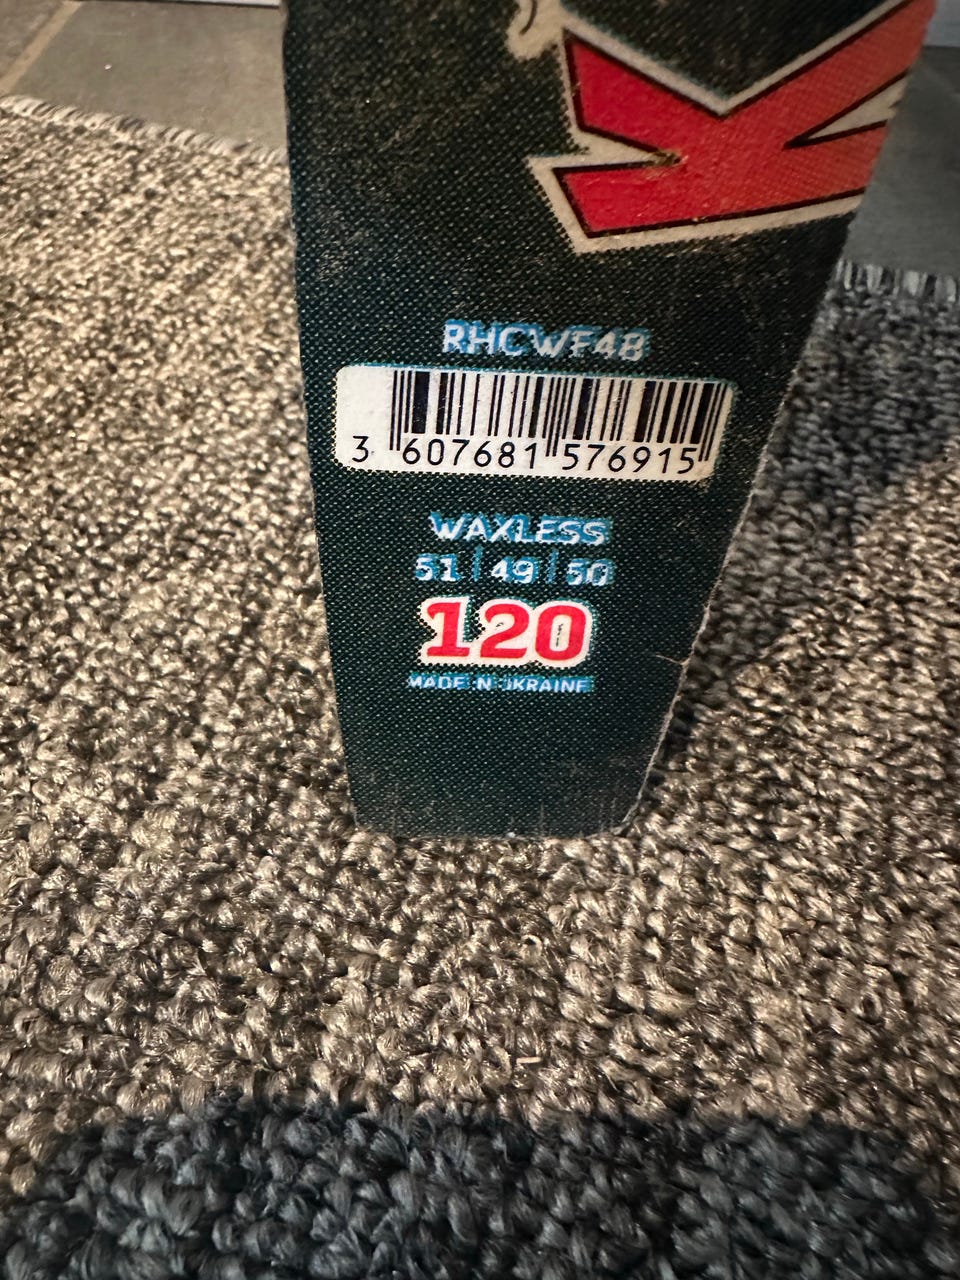 K
RHCWF48
3 607681 576915
WAXLESS
51 | 49 | 50
120
MADE IN UKRAINE